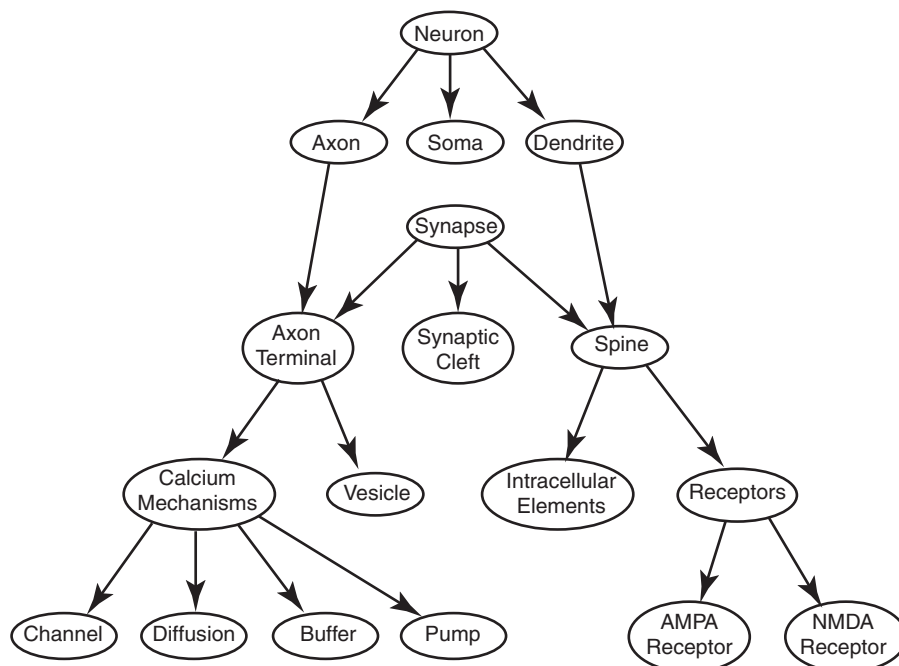 Neuron
Axon
Soma
Dendrite
Synapse
Axon
Terminal
Synaptic
Cleft
Spine
Calcium
Mechanisms
Vesicle
Intracellular
Elements
Receptors
Channel
Diffusion
Buffer
Pump
AMPA
Receptor
NMDA
Receptor